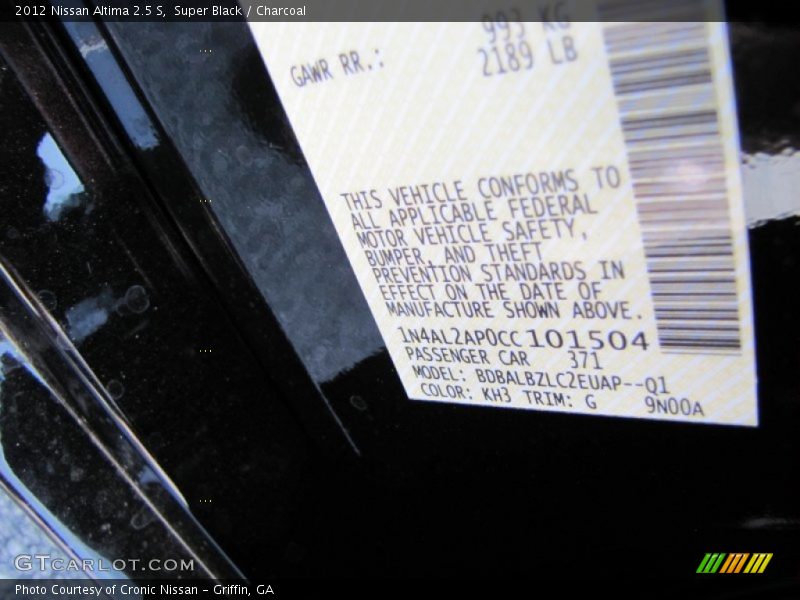 2012 Nissan Altima 2.5 S, Super Black / Charcoal
993 KG
GAWR RR.: 2189 LB
THIS VEHICLE CONFORMS TO
ALL APPLICABLE FEDERAL
MOTOR VEHICLE SAFETY,
BUMPER, AND THEFT
PREVENTION STANDARDS IN
EFFECT ON THE DATE OF
MANUFACTURE SHOWN ABOVE.
1N4AL2AP0CC101504
PASSENGER CAR 371
MODEL: BDBALBZLC2EUAP--Q1
COLOR: KH3 TRIM: G 9N00A
GTCARLOT.COM
Photo Courtesy of Cronic Nissan - Griffin, GA